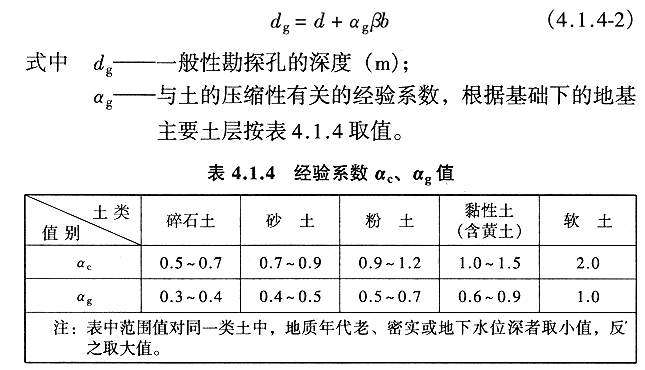 d_g = d + α_gβb (4.1.4-2)
式中 d_g——一般性勘探孔的深度（m）；
α_g——与土的压缩性有关的经验系数，根据基础下的地基
主要土层按表 4.1.4 取值。
表 4.1.4 经验系数 α_c、α_g 值
土 类
值 别
碎石土 砂 土 粉 土 黏性土（含黄土） 软 土
α_c 0.5~0.7 0.7~0.9 0.9~1.2 1.0~1.5 2.0
α_g 0.3~0.4 0.4~0.5 0.5~0.7 0.6~0.9 1.0
注：表中范围值对同一类土中，地质年代老、密实或地下水位深者取小值，反
之取大值。